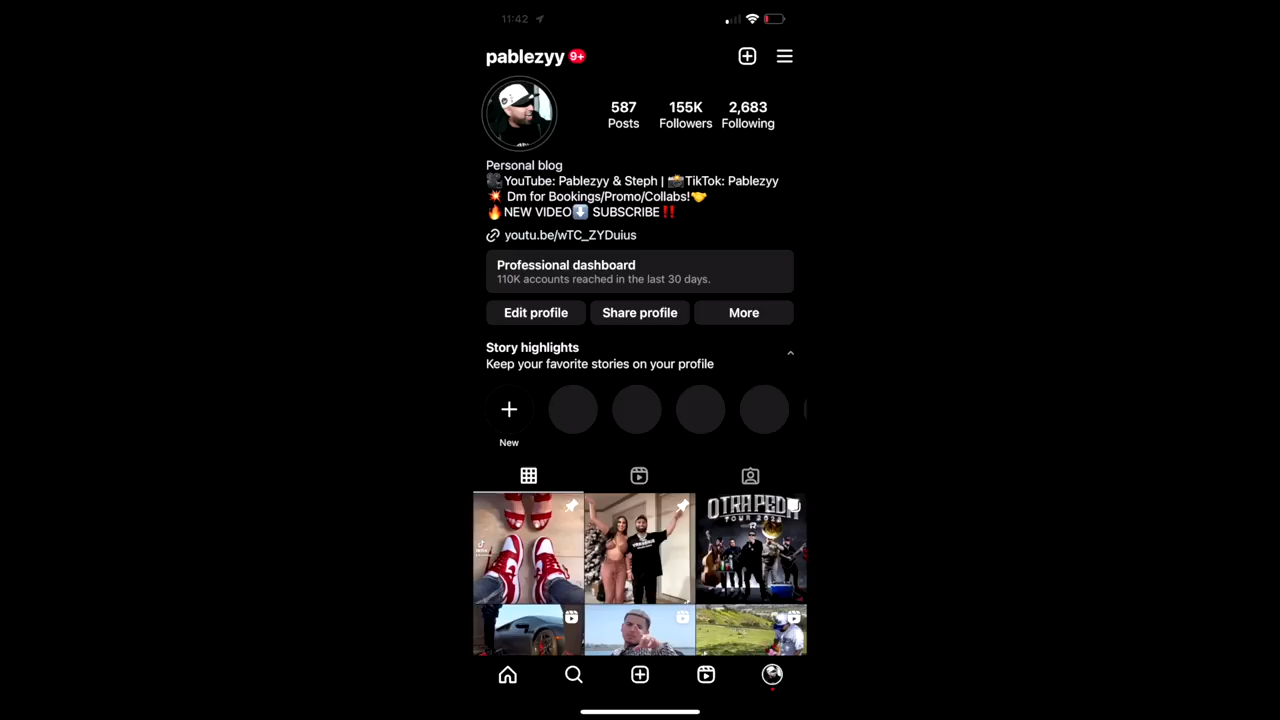 11:42
pablezyy 9+
587 155K 2,683
Posts Followers Following
Personal blog
🎥YouTube: Pablezyy & Steph | 📸TikTok: Pablezyy
💥 Dm for Bookings/Promo/Collabs!🤝
🔥NEW VIDEO⬇️ SUBSCRIBE‼️
youtu.be/wTC_ZYDuius
Professional dashboard
110K accounts reached in the last 30 days.
Edit profile Share profile More
Story highlights
Keep your favorite stories on your profile
New
OTRA PEDA
TOUR 2023